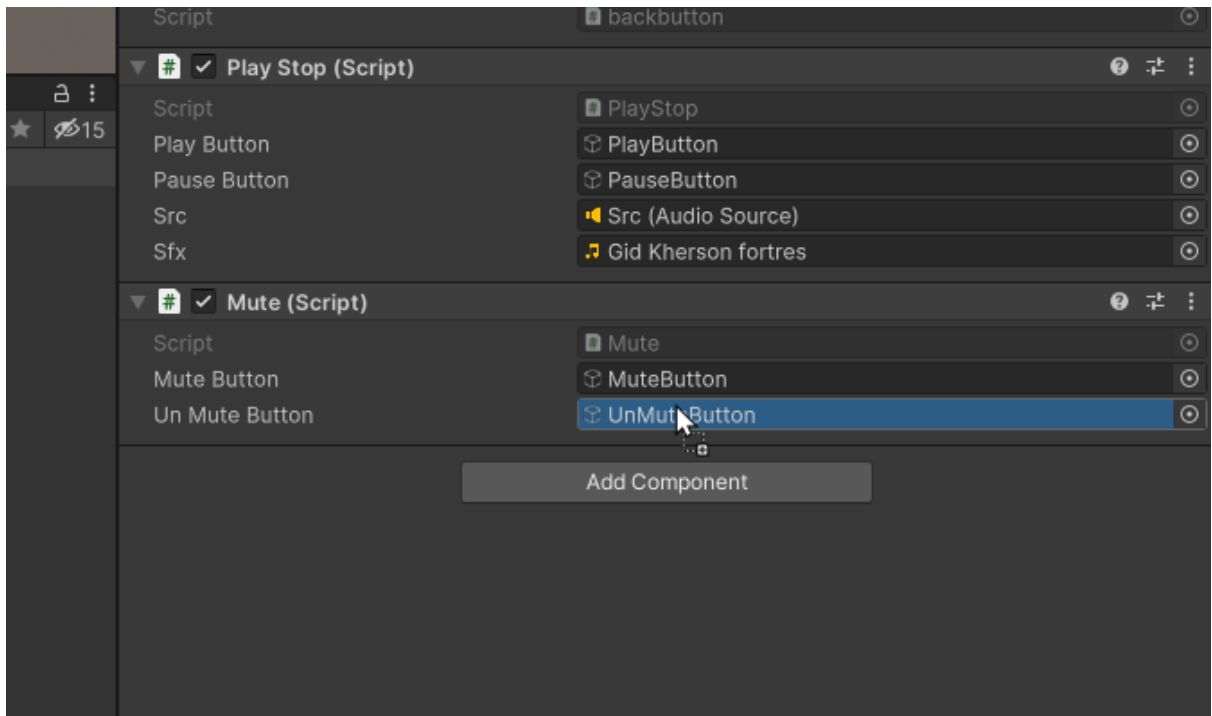 Script backbutton
Play Stop (Script)
Script PlayStop
15
Play Button PlayButton
Pause Button PauseButton
Src Src (Audio Source)
Sfx Gid Kherson fortres
Mute (Script)
Script Mute
Mute Button MuteButton
Un Mute Button UnMuteButton
Add Component